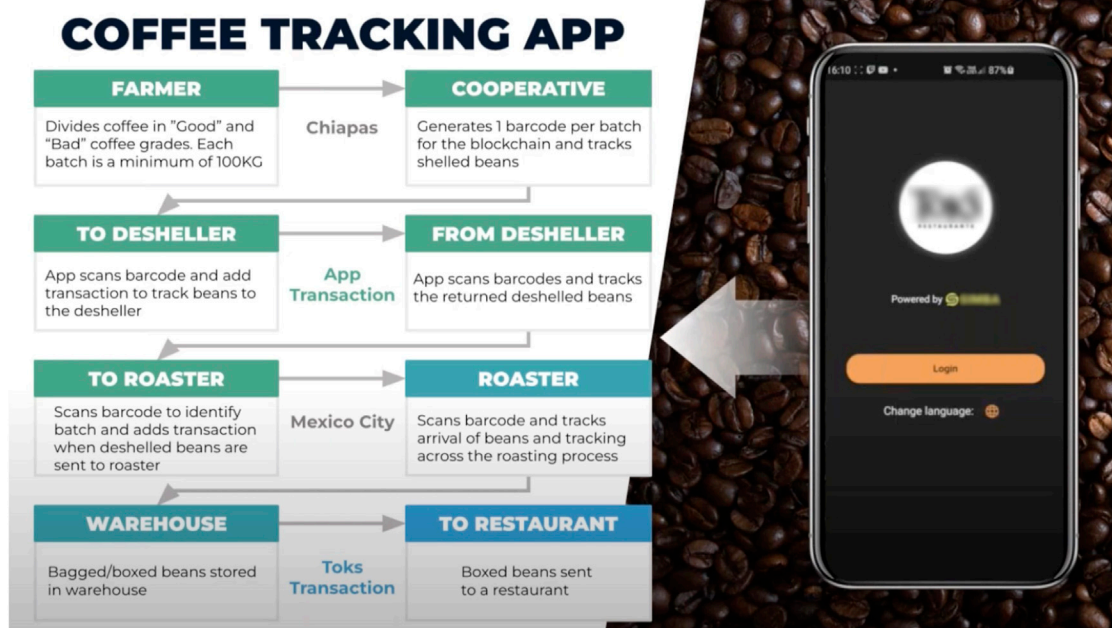 COFFEE TRACKING APP
FARMER
Divides coffee in ”Good” and
“Bad” coffee grades. Each
batch is a minimum of 100KG
Chiapas
COOPERATIVE
Generates 1 barcode per batch
for the blockchain and tracks
shelled beans
TO DESHELLER
App scans barcode and add
transaction to track beans to
the desheller
App
Transaction
FROM DESHELLER
App scans barcodes and tracks
the returned deshelled beans
TO ROASTER
Scans barcode to identify
batch and adds transaction
when deshelled beans are
sent to roaster
Mexico City
ROASTER
Scans barcode and tracks
arrival of beans and tracking
across the roasting process
WAREHOUSE
Bagged/boxed beans stored
in warehouse
Toks
Transaction
TO RESTAURANT
Boxed beans sent
to a restaurant
16:10
87%
RESTAURANTE
Powered by
Login
Change language: